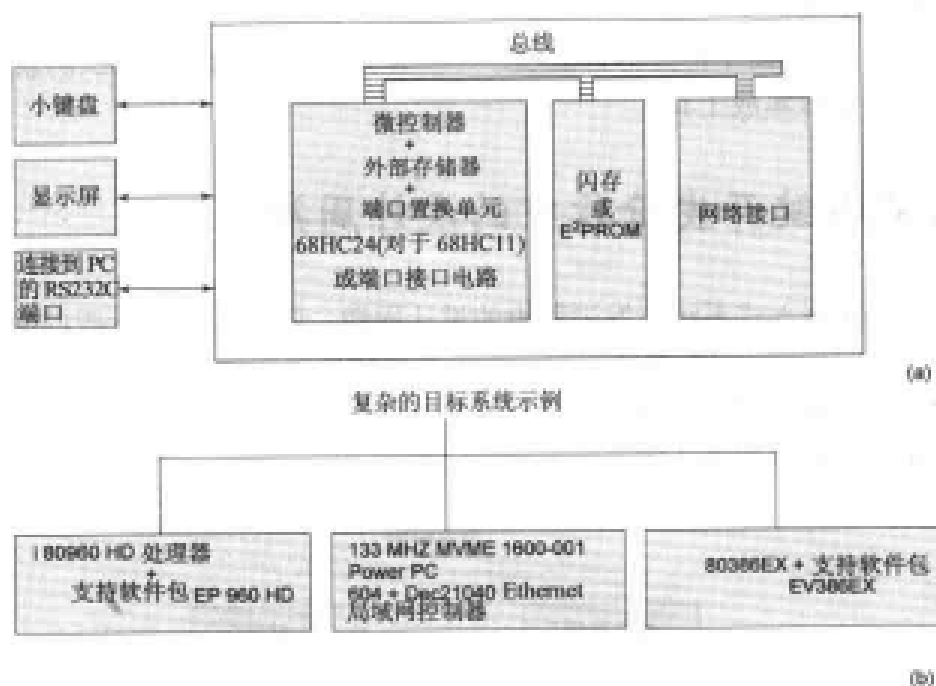 总线
小键盘
显示屏
连接到 PC
的 RS232C
端口
微控制器
+
外部存储器
+
端口置换单元
68HC24(对于 68HC11)
或端口接口电路
闪存
或
E²PROM
网络接口
(a)
复杂的目标系统示例
I 80960 HD 处理器
+
支持软件包 EP 960 HD
133 MHZ MVME 1600-001
Power PC
604 + Dec21040 Ethernet
局域网控制器
80386EX + 支持软件包
EV386EX
(b)